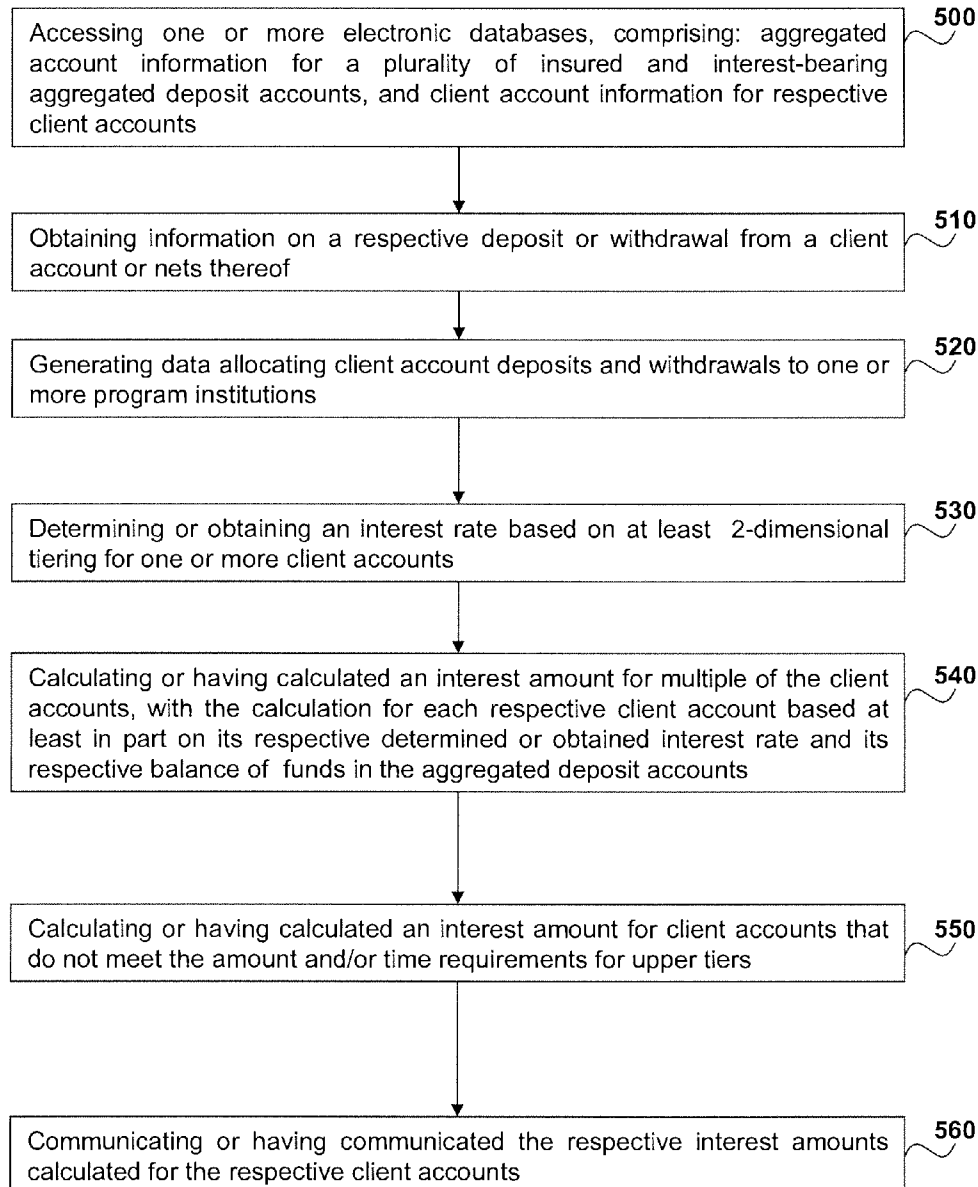 500
Accessing one or more electronic databases, comprising: aggregated
account information for a plurality of insured and interest-bearing
aggregated deposit accounts, and client account information for respective
client accounts
510
Obtaining information on a respective deposit or withdrawal from a client
account or nets thereof
520
Generating data allocating client account deposits and withdrawals to one or
more program institutions
530
Determining or obtaining an interest rate based on at least 2-dimensional
tiering for one or more client accounts
540
Calculating or having calculated an interest amount for multiple of the client
accounts, with the calculation for each respective client account based at
least in part on its respective determined or obtained interest rate and its
respective balance of funds in the aggregated deposit accounts
550
Calculating or having calculated an interest amount for client accounts that
do not meet the amount and/or time requirements for upper tiers
560
Communicating or having communicated the respective interest amounts
calculated for the respective client accounts